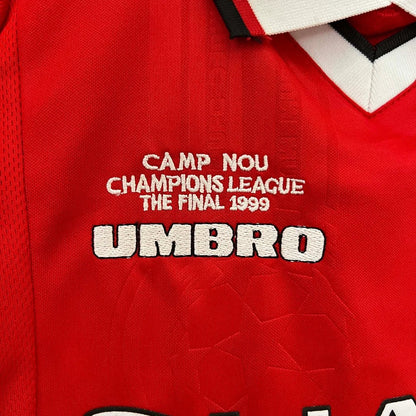 CAMP NOU
CHAMPIONS LEAGUE
THE FINAL 1999
UMBRO